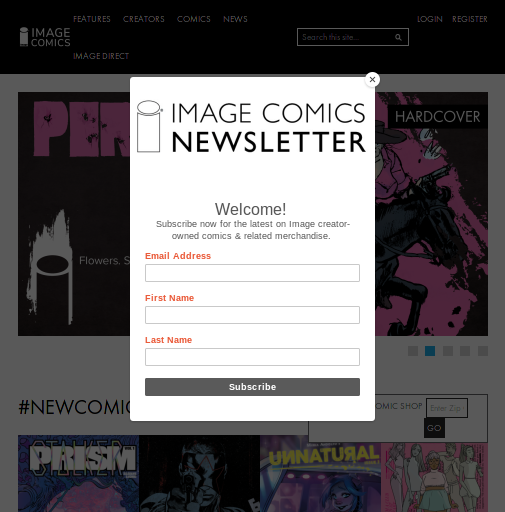 FEATURES CREATORS COMICS NEWS
LOGIN REGISTER
IMAGE COMICS
Search this site...
IMAGE DIRECT
HARDCOVER
IMAGE COMICS
NEWSLETTER
Welcome!
Subscribe now for the latest on Image creator-
owned comics & related merchandise.
Email Address
First Name
Last Name
Subscribe
Flowers. S
#NEWCOMIC
OMIC SHOP
Enter Zip
GO
PRISM
UNNATURAL